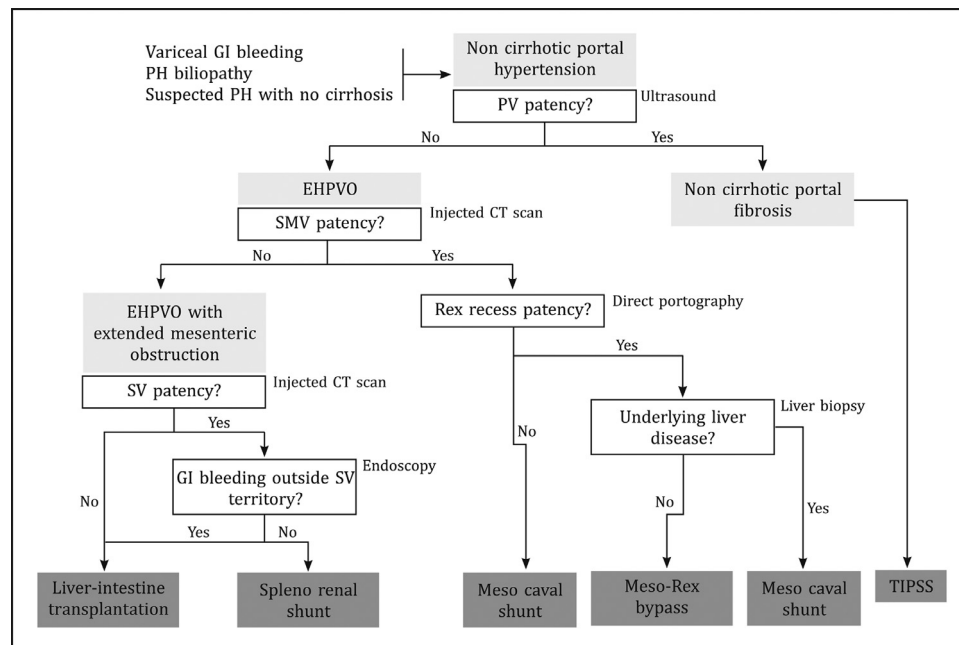 Variceal GI bleeding
PH biliopathy
Suspected PH with no cirrhosis
Non cirrhotic portal
hypertension
PV patency?
Ultrasound
No
Yes
EHPVO
Non cirrhotic portal
fibrosis
SMV patency?
Injected CT scan
No
Yes
EHPVO with
extended mesenteric
obstruction
Rex recess patency?
Direct portography
SV patency?
Injected CT scan
Yes
Yes
Underlying liver
disease?
Liver biopsy
No
GI bleeding outside SV
territory?
Endoscopy
No
Yes
No
No
Yes
Liver-intestine
transplantation
Spleno renal
shunt
Meso caval
shunt
Meso-Rex
bypass
Meso caval
shunt
TIPSS